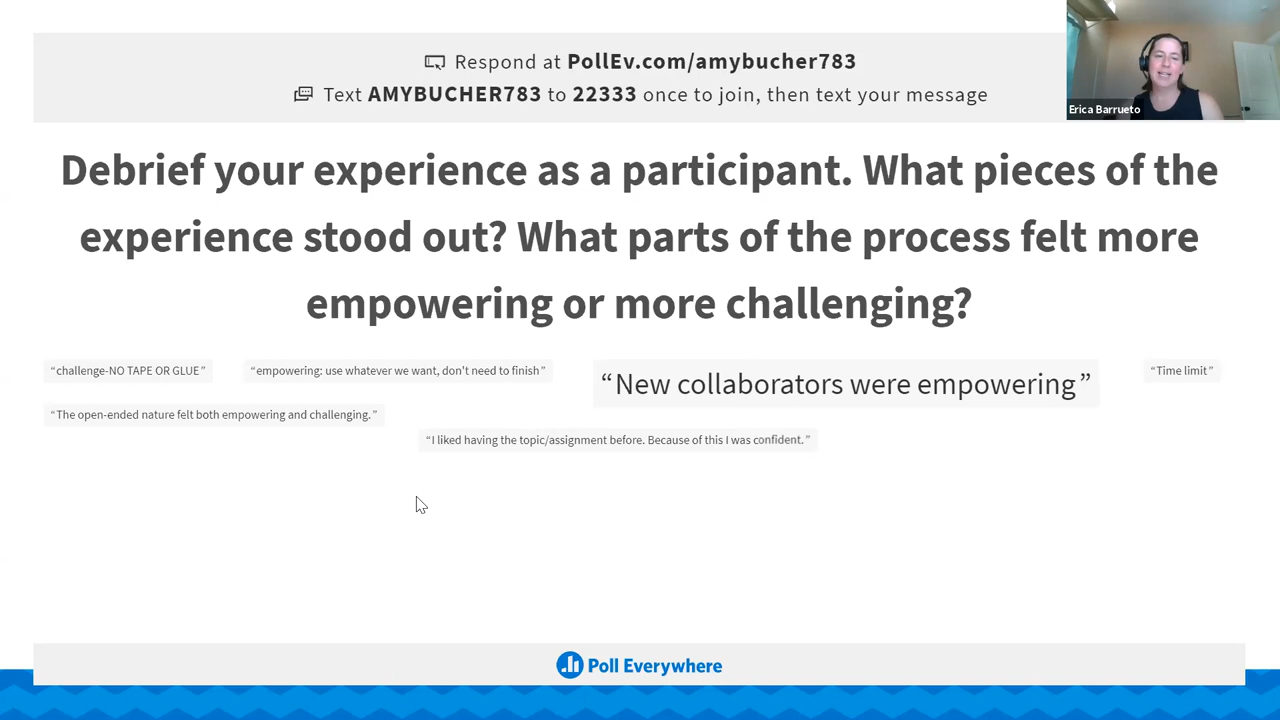 Respond at PollEv.com/amybucher783
Text AMYBUCHER783 to 22333 once to join, then text your message
Erica Barrueto
Debrief your experience as a participant. What pieces of the
experience stood out? What parts of the process felt more
empowering or more challenging?
“challenge-NO TAPE OR GLUE”
“empowering: use whatever we want, don't need to finish”
“New collaborators were empowering”
“Time limit”
“The open-ended nature felt both empowering and challenging.”
“I liked having the topic/assignment before. Because of this I was confident.”
Poll Everywhere